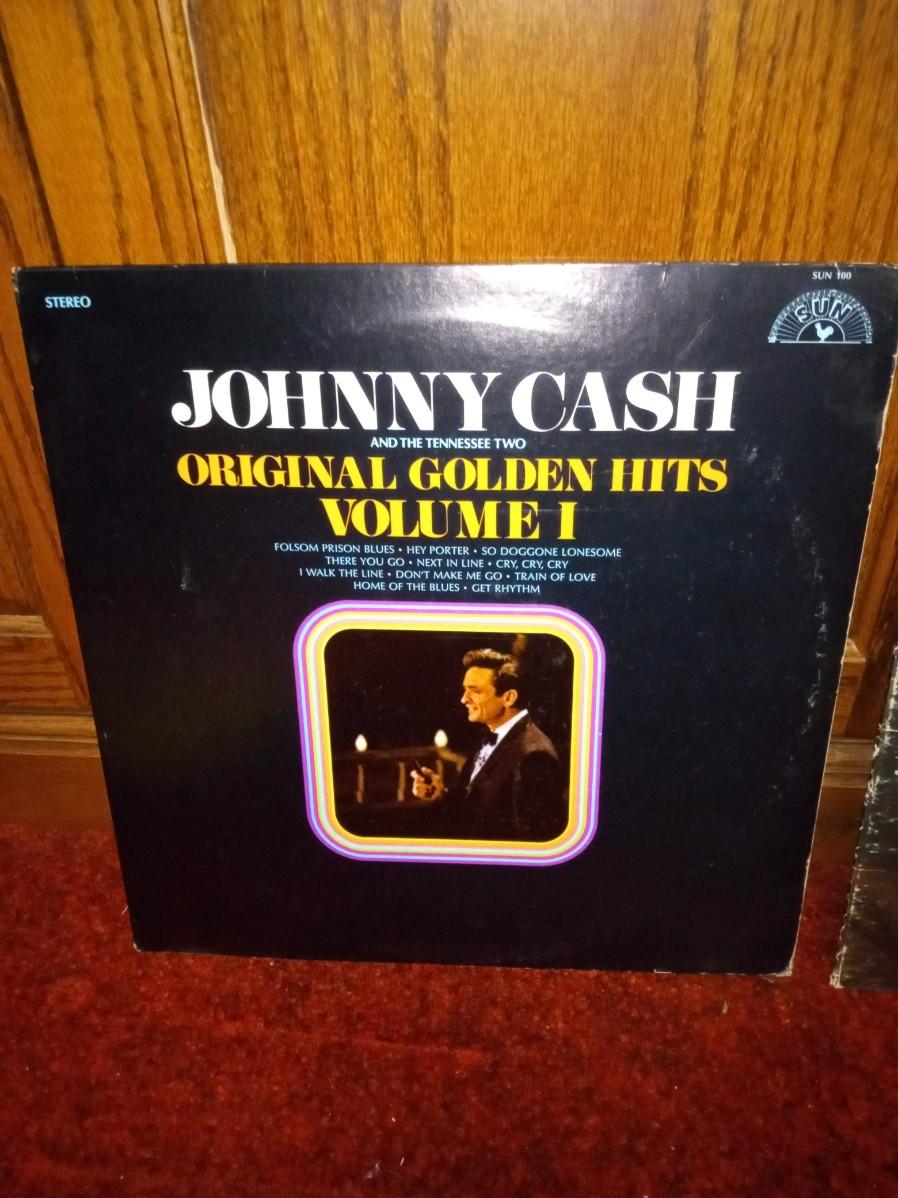 SUN 100
STEREO
SUN
JOHNNY CASH
AND THE TENNESSEE TWO
ORIGINAL GOLDEN HITS
VOLUME I
FOLSOM PRISON BLUES • HEY PORTER • SO DOGGONE LONESOME
THERE YOU GO • NEXT IN LINE • CRY, CRY, CRY
I WALK THE LINE • DON'T MAKE ME GO • TRAIN OF LOVE
HOME OF THE BLUES • GET RHYTHM